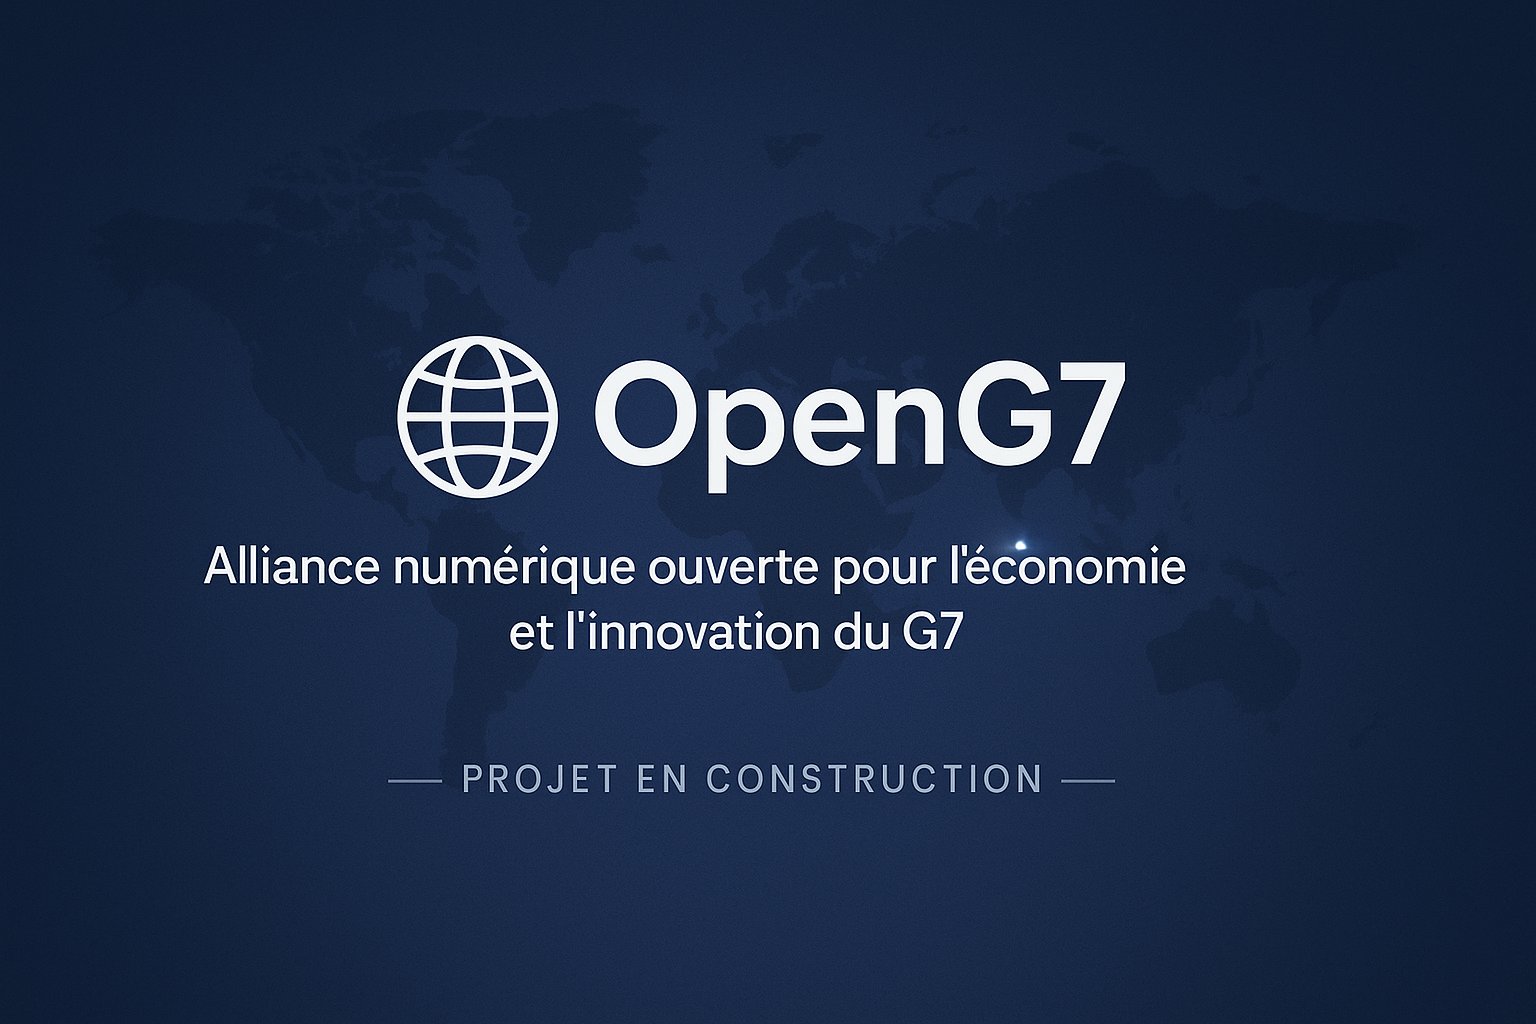 OpenG7
Alliance numérique ouverte pour l'économie
et l'innovation du G7
PROJET EN CONSTRUCTION